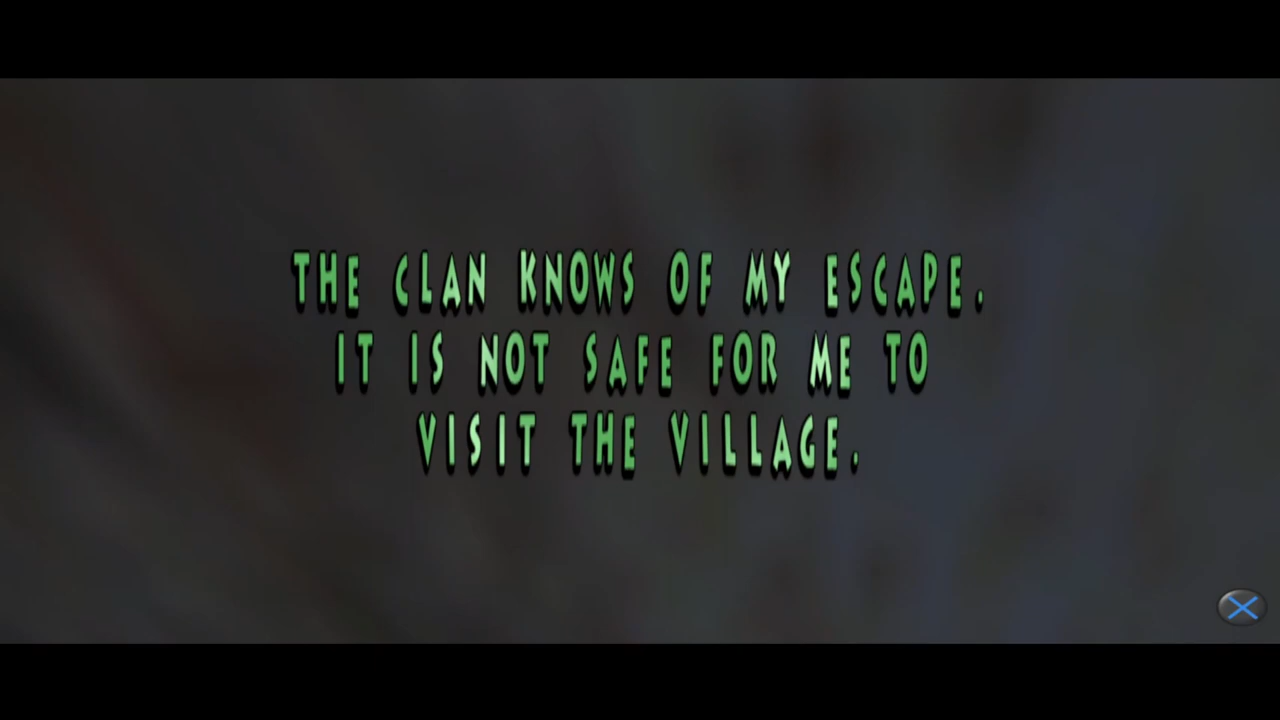 THE CLAN KNOWS OF MY ESCAPE.
IT IS NOT SAFE FOR ME TO
VISIT THE VILLAGE.